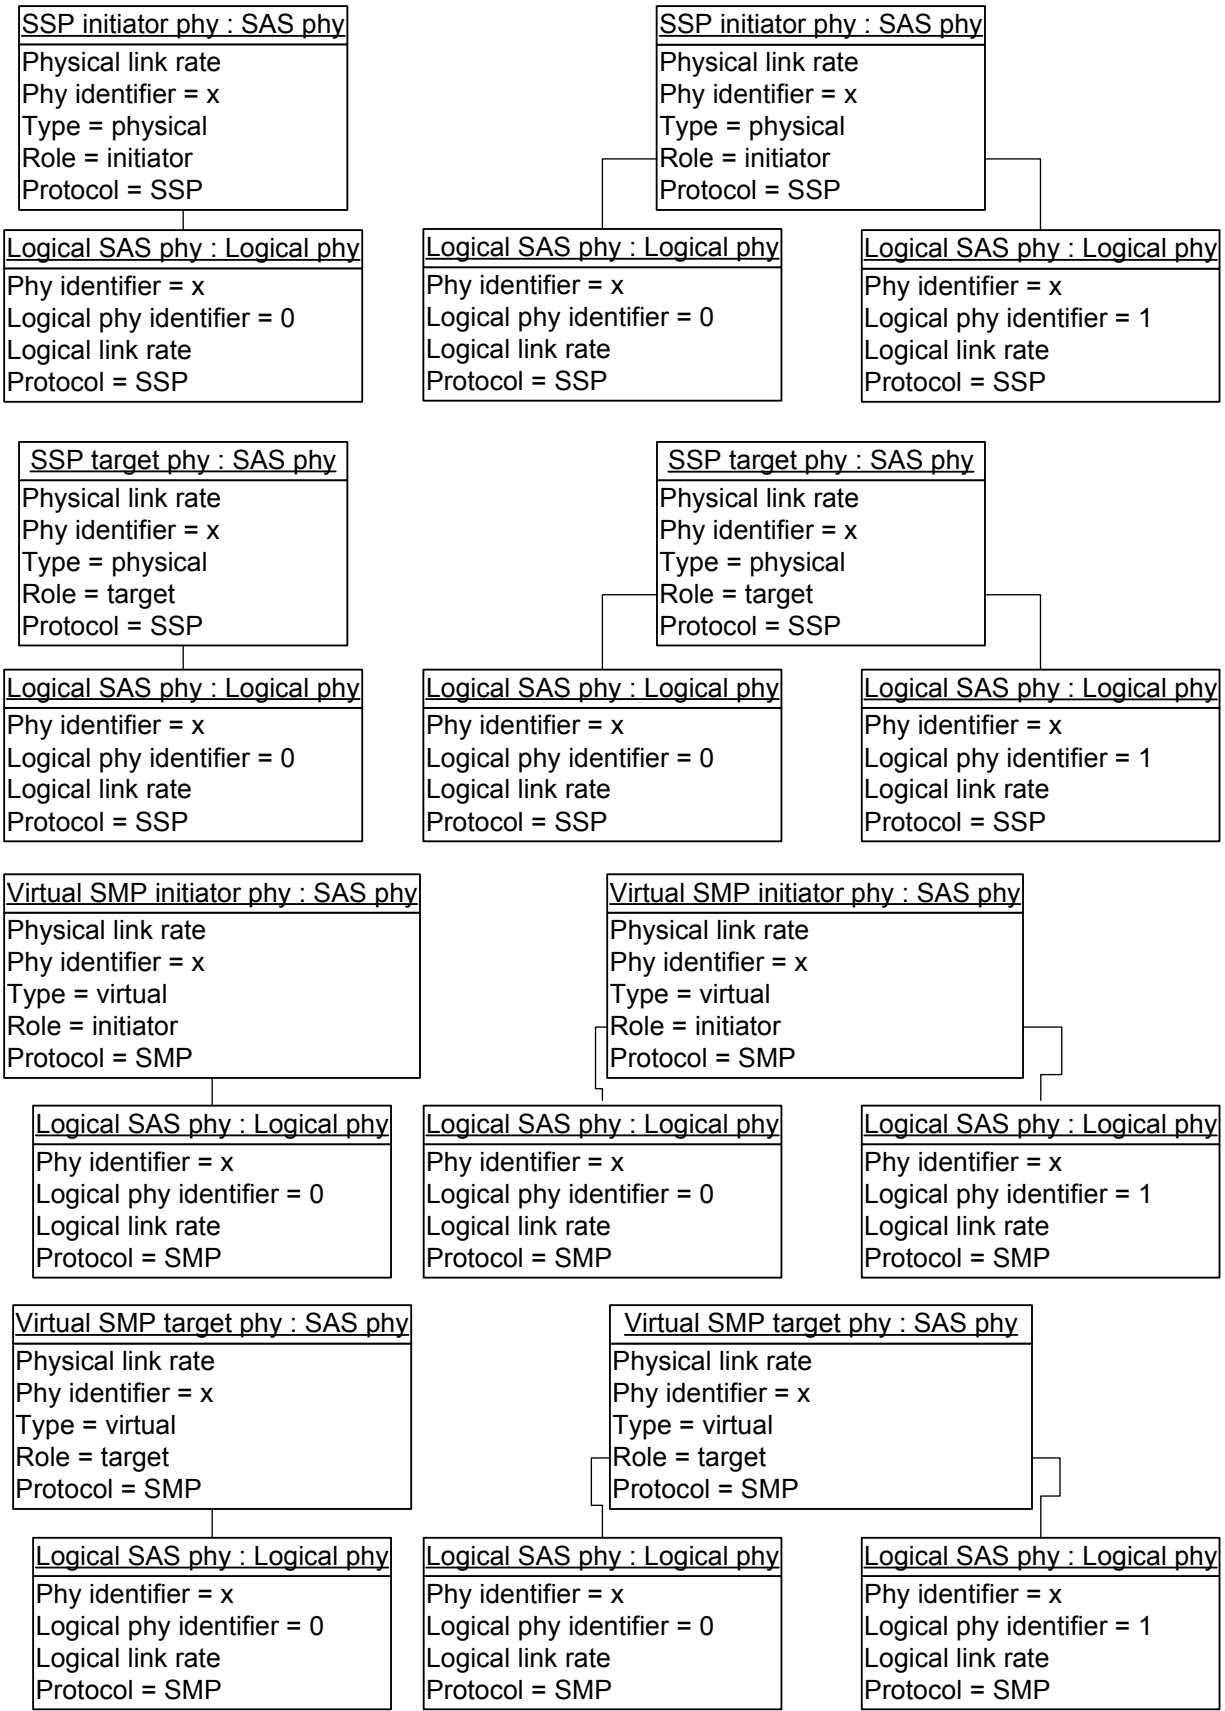 SSP initiator phy : SAS phy
Physical link rate
Phy identifier = x
Type = physical
Role = initiator
Protocol = SSP
Logical SAS phy : Logical phy
Phy identifier = x
Logical phy identifier = 0
Logical link rate
Protocol = SSP
SSP initiator phy : SAS phy
Physical link rate
Phy identifier = x
Type = physical
Role = initiator
Protocol = SSP
Logical SAS phy : Logical phy
Phy identifier = x
Logical phy identifier = 0
Logical link rate
Protocol = SSP
Logical SAS phy : Logical phy
Phy identifier = x
Logical phy identifier = 1
Logical link rate
Protocol = SSP
SSP target phy : SAS phy
Physical link rate
Phy identifier = x
Type = physical
Role = target
Protocol = SSP
Logical SAS phy : Logical phy
Phy identifier = x
Logical phy identifier = 0
Logical link rate
Protocol = SSP
SSP target phy : SAS phy
Physical link rate
Phy identifier = x
Type = physical
Role = target
Protocol = SSP
Logical SAS phy : Logical phy
Phy identifier = x
Logical phy identifier = 0
Logical link rate
Protocol = SSP
Logical SAS phy : Logical phy
Phy identifier = x
Logical phy identifier = 1
Logical link rate
Protocol = SSP
Virtual SMP initiator phy : SAS phy
Physical link rate
Phy identifier = x
Type = virtual
Role = initiator
Protocol = SMP
Logical SAS phy : Logical phy
Phy identifier = x
Logical phy identifier = 0
Logical link rate
Protocol = SMP
Virtual SMP initiator phy : SAS phy
Physical link rate
Phy identifier = x
Type = virtual
Role = initiator
Protocol = SMP
Logical SAS phy : Logical phy
Phy identifier = x
Logical phy identifier = 0
Logical link rate
Protocol = SMP
Logical SAS phy : Logical phy
Phy identifier = x
Logical phy identifier = 1
Logical link rate
Protocol = SMP
Virtual SMP target phy : SAS phy
Physical link rate
Phy identifier = x
Type = virtual
Role = target
Protocol = SMP
Logical SAS phy : Logical phy
Phy identifier = x
Logical phy identifier = 0
Logical link rate
Protocol = SMP
Virtual SMP target phy : SAS phy
Physical link rate
Phy identifier = x
Type = virtual
Role = target
Protocol = SMP
Logical SAS phy : Logical phy
Phy identifier = x
Logical phy identifier = 0
Logical link rate
Protocol = SMP
Logical SAS phy : Logical phy
Phy identifier = x
Logical phy identifier = 1
Logical link rate
Protocol = SMP